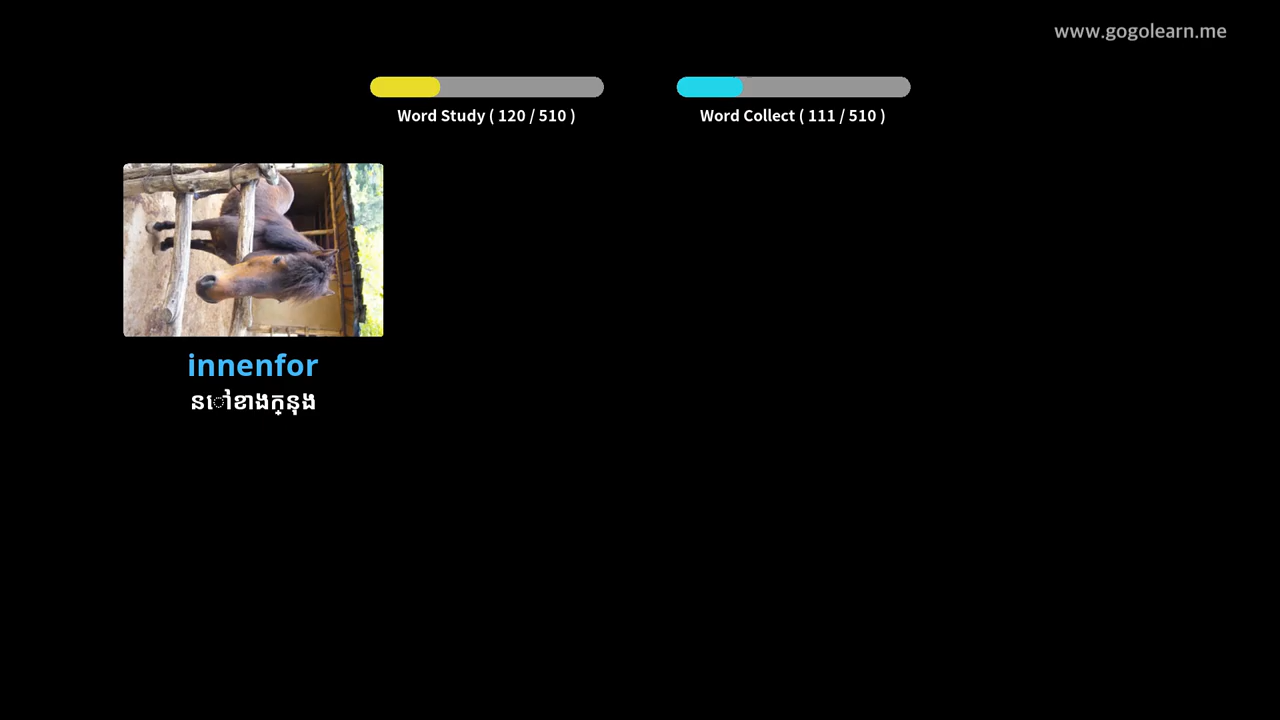 www.gogolearn.me
Word Study ( 120 / 510 )
Word Collect ( 111 / 510 )
innenfor
នៅខាងក្នុង